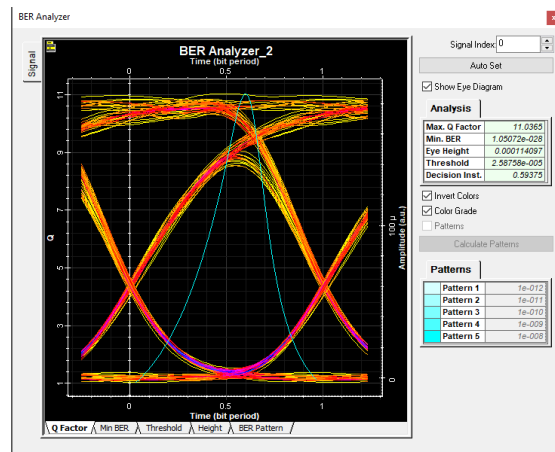 BER Analyzer
x
Signal Index: 0
Auto Set
Show Eye Diagram
Analysis
Max. Q Factor 11.0365
Min. BER 1.05072e-028
Eye Height 0.000114097
Threshold 2.58758e-005
Decision Inst. 0.59375
Invert Colors
Color Grade
Patterns
Calculate Patterns
Patterns
Pattern 1 1e-012
Pattern 2 1e-011
Pattern 3 1e-010
Pattern 4 1e-009
Pattern 5 1e-008
Signal
BER Analyzer_2
Time (bit period)
0 0.5 1
11
9
7
5
3
1
Q
100 µ
0
Amplitude (a.u.)
0 0.5 1
Time (bit period)
Q Factor Min BER Threshold Height BER Pattern